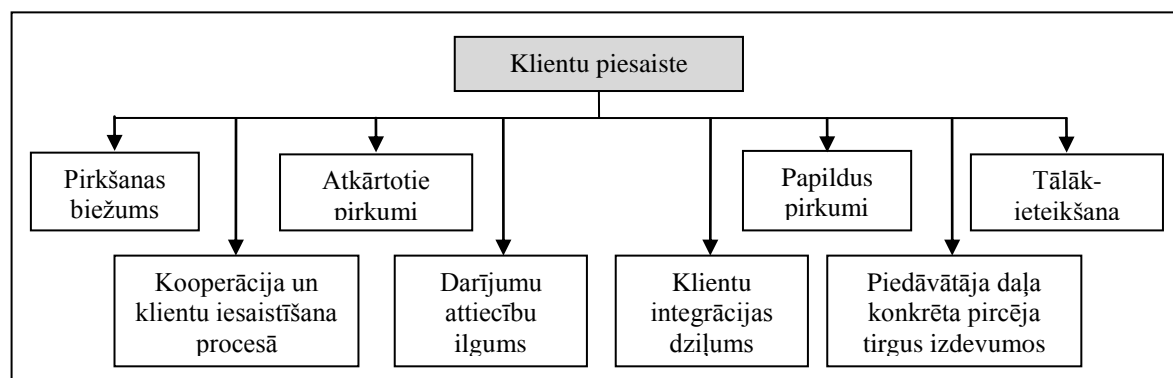 Klientu piesaiste
Pirkšanas
biežums
Atkārtotie
pirkumi
Papildus
pirkumi
Tālāk-
ieteikšana
Kooperācija un
klientu iesaistīšana
procesā
Darījumu
attiecību
ilgums
Klientu
integrācijas
dziļums
Piedāvātāja daļa
konkrēta pircēja
tirgus izdevumos